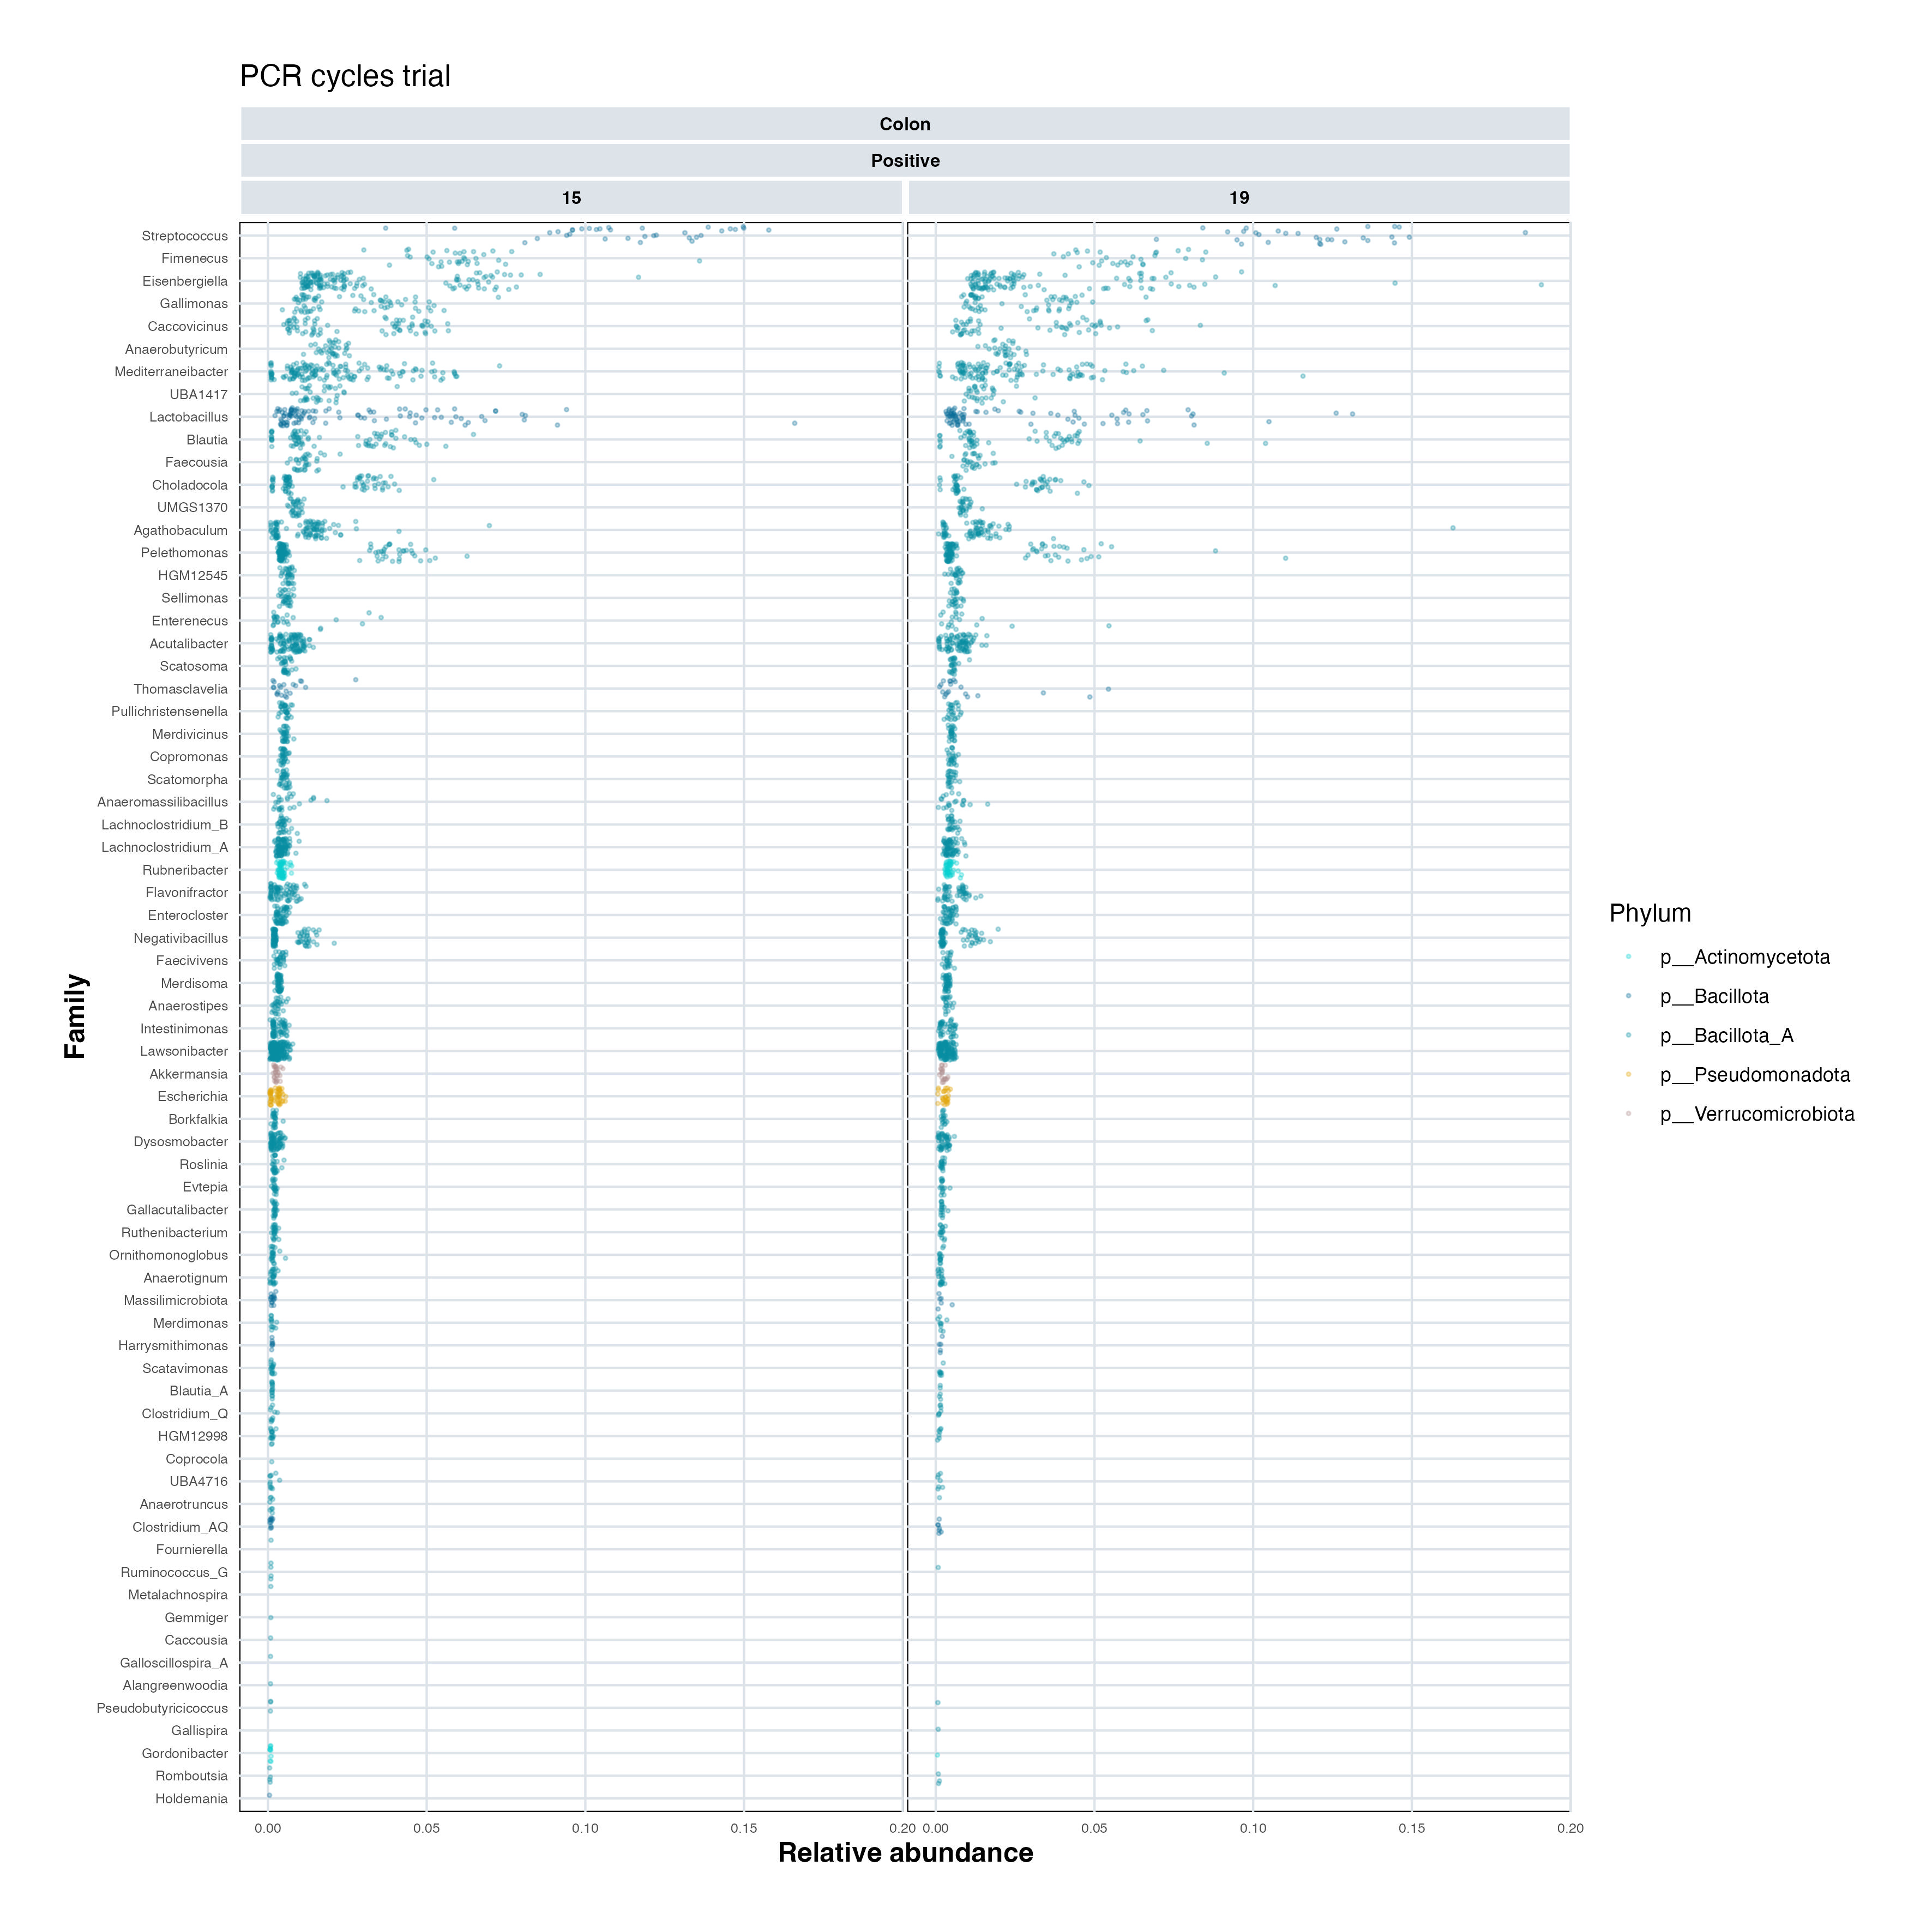 PCR cycles trial
Colon
Positive
15 19
Streptococcus
Fimenecus
Eisenbergiella
Gallimonas
Caccovicinus
Anaerobutyricum
Mediterraneibacter
UBA1417
Lactobacillus
Blautia
Faecousia
Choladocola
UMGS1370
Agathobaculum
Pelethomonas
HGM12545
Sellimonas
Enterenecus
Acutalibacter
Scatosoma
Thomasclavelia
Pullichristensenella
Merdivicinus
Copromonas
Scatomorpha
Anaeromassilibacillus
Lachnoclostridium_B
Lachnoclostridium_A
Rubneribacter
Flavonifractor
Enterocloster
Negativibacillus
Faecivivens
Merdisoma
Anaerostipes
Intestinimonas
Lawsonibacter
Akkermansia
Escherichia
Borkfalkia
Dysosmobacter
Roslinia
Evtepia
Gallacutalibacter
Ruthenibacterium
Ornithomonoglobus
Anaerotignum
Massilimicrobiota
Merdimonas
Harrysmithimonas
Scatavimonas
Blautia_A
Clostridium_Q
HGM12998
Coprocola
UBA4716
Anaerotruncus
Clostridium_AQ
Fournierella
Ruminococcus_G
Metalachnospira
Gemmiger
Caccousia
Galloscillospira_A
Alangreenwoodia
Pseudobutyricicoccus
Gallispira
Gordonibacter
Romboutsia
Holdemania
Family
0.00 0.05 0.10 0.15 0.20 0.00 0.05 0.10 0.15 0.20
Relative abundance
Phylum
p__Actinomycetota
p__Bacillota
p__Bacillota_A
p__Pseudomonadota
p__Verrucomicrobiota